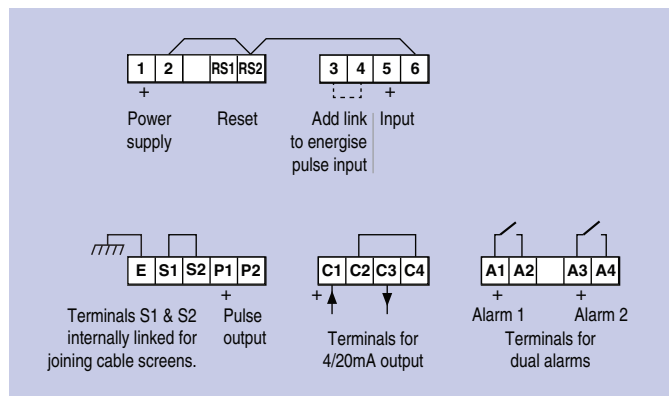 1 2 RS1 RS2 3 4 5 6
+ +
Power Reset Add link Input
supply to energise
pulse input
E S1 S2 P1 P2 C1 C2 C3 C4 A1 A2 A3 A4
+ + + +
Terminals S1 & S2 Pulse Terminals for Alarm 1 Alarm 2
internally linked for output 4/20mA output Terminals for
joining cable screens. dual alarms